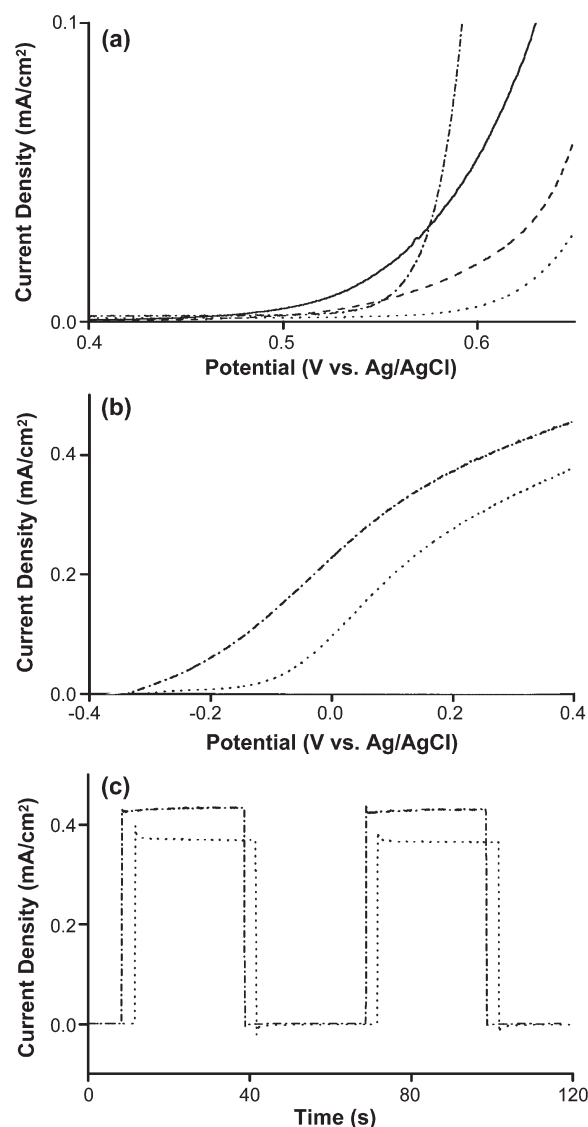 (a)
0.1
0.0
Current Density (mA/cm²)
0.4
0.5
0.6
Potential (V vs. Ag/AgCl)
(b)
0.4
0.2
0.0
Current Density (mA/cm²)
-0.4
-0.2
0.0
0.2
0.4
Potential (V vs. Ag/AgCl)
(c)
0.4
0.2
0.0
Current Density (mA/cm²)
0
40
80
120
Time (s)